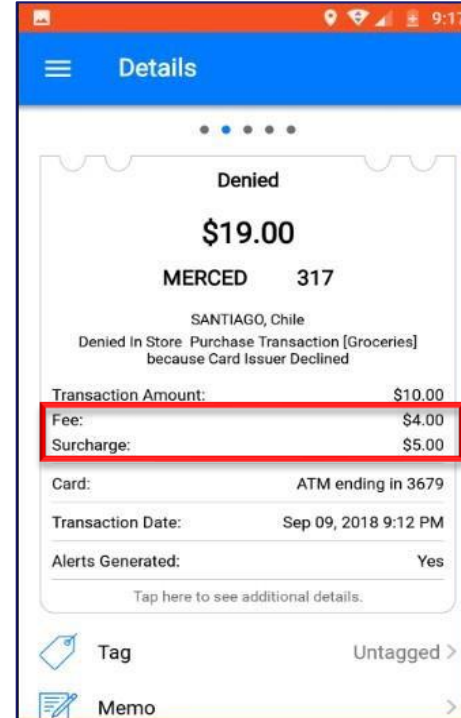 9:17
Details
Denied
$19.00
MERCED 317
SANTIAGO, Chile
Denied In Store Purchase Transaction [Groceries]
because Card Issuer Declined
Transaction Amount: $10.00
Fee: $4.00
Surcharge: $5.00
Card: ATM ending in 3679
Transaction Date: Sep 09, 2018 9:12 PM
Alerts Generated: Yes
Tap here to see additional details.
Tag Untagged >
Memo >